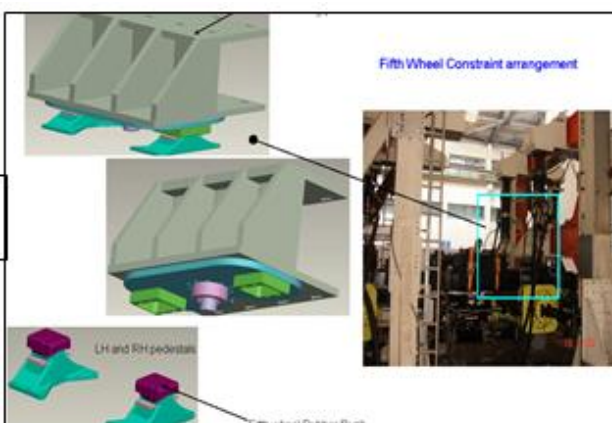 Fifth Wheel Constraint arrangement
LH and RH pedestals